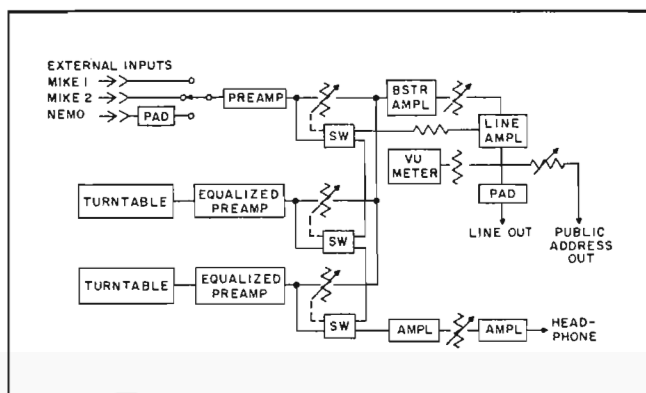 EXTERNAL INPUTS
MIKE 1
MIKE 2
NEMO
PAD
PREAMP
SW
BSTR
AMPL
LINE
AMPL
VU
METER
PAD
LINE OUT
PUBLIC
ADDRESS
OUT
TURNTABLE
EQUALIZED
PREAMP
SW
TURNTABLE
EQUALIZED
PREAMP
SW
AMPL
AMPL
HEAD-
PHONE